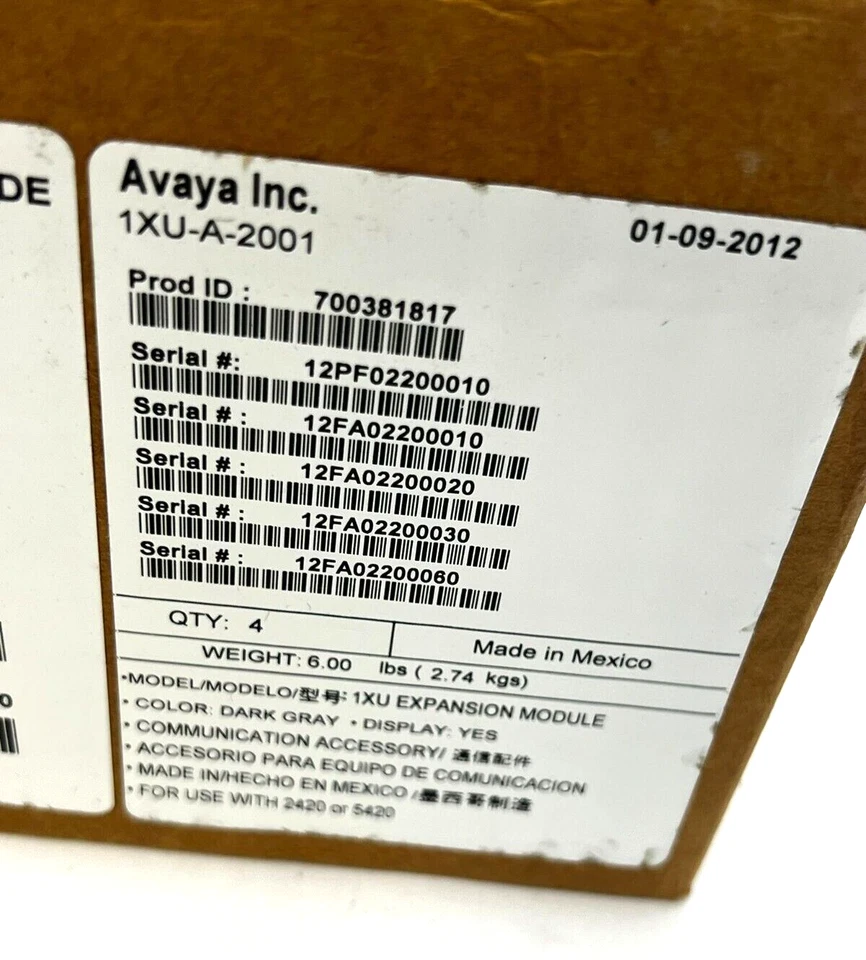 DE
Avaya Inc.
01-09-2012
1XU-A-2001
Prod ID : 700381817
Serial #: 12PF02200010
Serial # : 12FA02200010
Serial # : 12FA02200020
Serial # : 12FA02200030
Serial # : 12FA02200060
QTY: 4
Made in Mexico
WEIGHT: 6.00 lbs ( 2.74 kgs)
•MODEL/MODELO/型号: 1XU EXPANSION MODULE
• COLOR: DARK GRAY • DISPLAY: YES
• COMMUNICATION ACCESSORY/ 通信配件
• ACCESORIO PARA EQUIPO DE COMUNICACION
• MADE IN/HECHO EN MEXICO /墨西哥制造
• FOR USE WITH 2420 or 5420
0